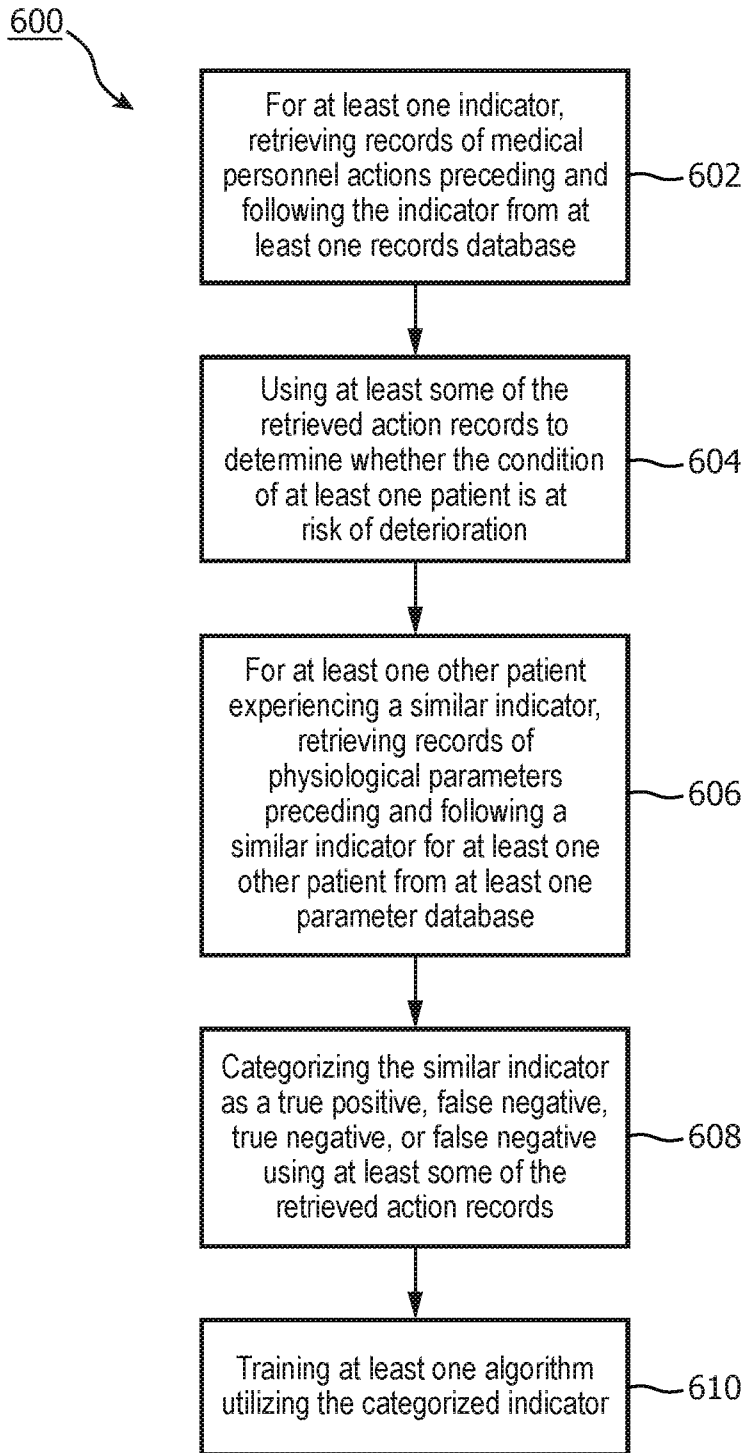 600
For at least one indicator,
retrieving records of medical
personnel actions preceding and
following the indicator from at
least one records database
602
Using at least some of the
retrieved action records to
determine whether the condition
of at least one patient is at
risk of deterioration
604
For at least one other patient
experiencing a similar indicator,
retrieving records of
physiological parameters
preceding and following a
similar indicator for at least one
other patient from at least one
parameter database
606
Categorizing the similar indicator
as a true positive, false negative,
true negative, or false negative
using at least some of the
retrieved action records
608
Training at least one algorithm
utilizing the categorized indicator
610